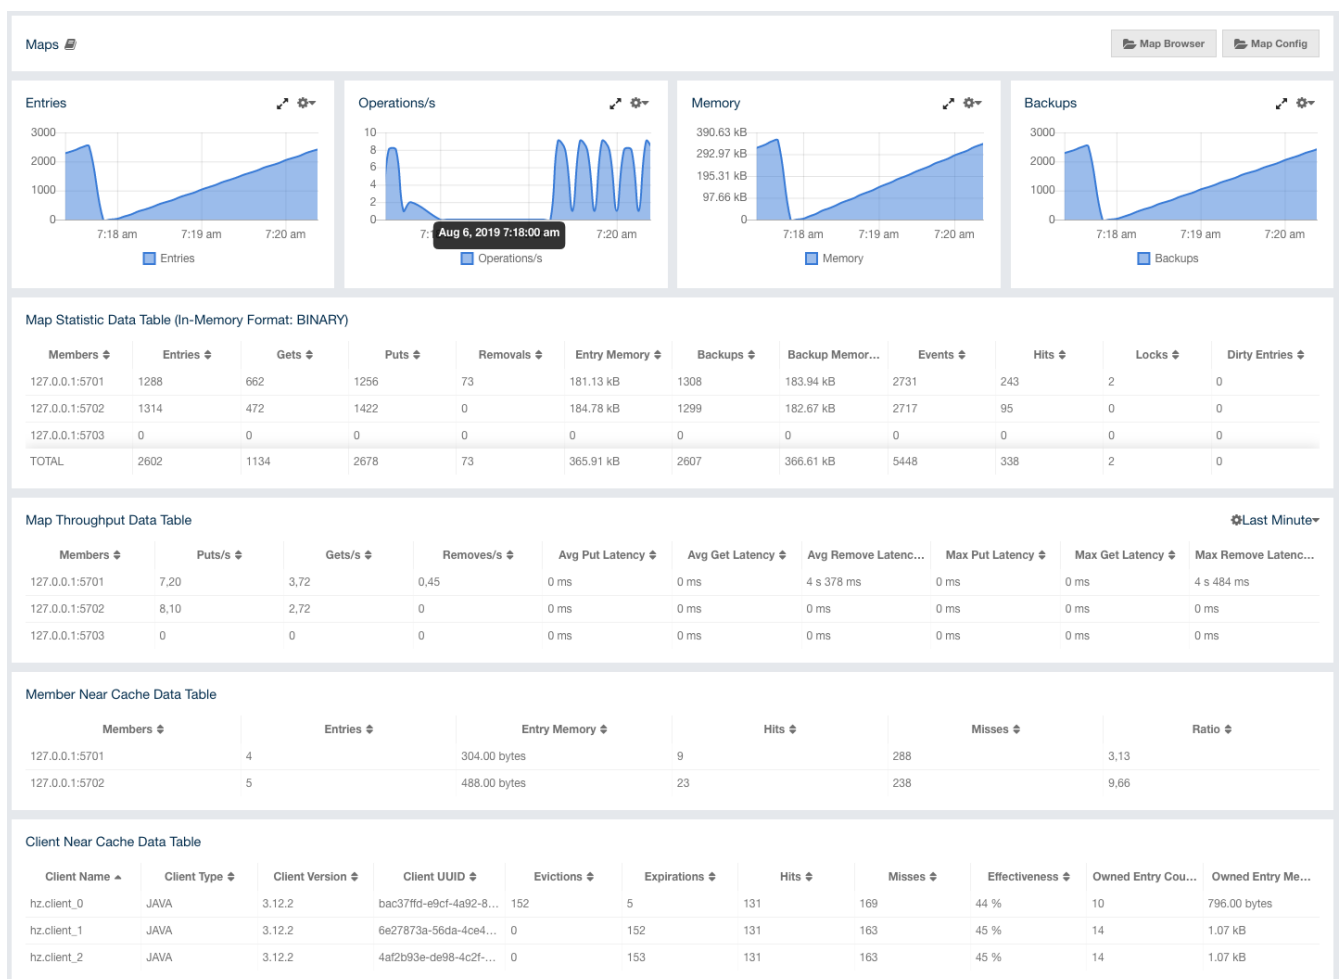 Maps
Map Browser Map Config
Entries Operations/s Memory Backups
3000 10 390.63 kB 3000
8 292.97 kB
2000 6 2000
195.31 kB
1000 4 1000
2 97.66 kB
0 0 0 0
7:18 am 7:19 am 7:20 am 7:1 Aug 6, 2019 7:18:00 am 7:20 am 7:18 am 7:19 am 7:20 am 7:18 am 7:19 am 7:20 am
Entries Operations/s Memory Backups
Map Statistic Data Table (In-Memory Format: BINARY)
Members Entries Gets Puts Removals Entry Memory Backups Backup Memor... Events Hits Locks Dirty Entries
127.0.0.1:5701 1288 662 1256 73 181.13 kB 1308 183.94 kB 2731 243 2 0
127.0.0.1:5702 1314 472 1422 0 184.78 kB 1299 182.67 kB 2717 95 0 0
127.0.0.1:5703 0 0 0 0 0 0 0 0 0 0 0
TOTAL 2602 1134 2678 73 365.91 kB 2607 366.61 kB 5448 338 2 0
Map Throughput Data Table Last Minute
Members Puts/s Gets/s Removes/s Avg Put Latency Avg Get Latency Avg Remove Latenc... Max Put Latency Max Get Latency Max Remove Latenc...
127.0.0.1:5701 7,20 3,72 0,45 0 ms 0 ms 4 s 378 ms 0 ms 0 ms 4 s 484 ms
127.0.0.1:5702 8,10 2,72 0 0 ms 0 ms 0 ms 0 ms 0 ms 0 ms
127.0.0.1:5703 0 0 0 0 ms 0 ms 0 ms 0 ms 0 ms 0 ms
Member Near Cache Data Table
Members Entries Entry Memory Hits Misses Ratio
127.0.0.1:5701 4 304.00 bytes 9 288 3,13
127.0.0.1:5702 5 488.00 bytes 23 238 9,66
Client Near Cache Data Table
Client Name Client Type Client Version Client UUID Evictions Expirations Hits Misses Effectiveness Owned Entry Cou... Owned Entry Me...
hz.client_0 JAVA 3.12.2 bac37ffd-e9cf-4a92-8... 152 5 131 169 44 % 10 796.00 bytes
hz.client_1 JAVA 3.12.2 6e27873a-56da-4ce4... 0 152 131 163 45 % 14 1.07 kB
hz.client_2 JAVA 3.12.2 4af2b93e-de98-4c2f-... 0 153 131 163 45 % 14 1.07 kB